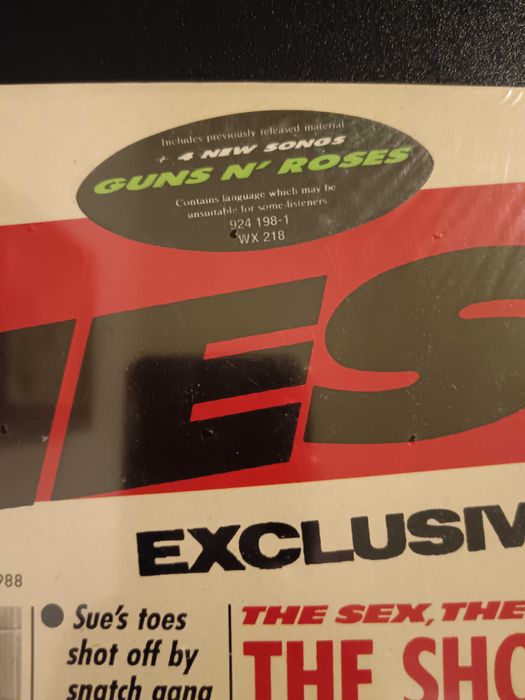 Includes previously released material
+ 4 NEW SONGS
GUNS N' ROSES
Contains language which may be
unsuitable for some listeners
924 198-1
WX 218
IES
EXCLUSIV
988
Sue's toes
shot off by
snatch gang
THE SEX, THE
THE SHO